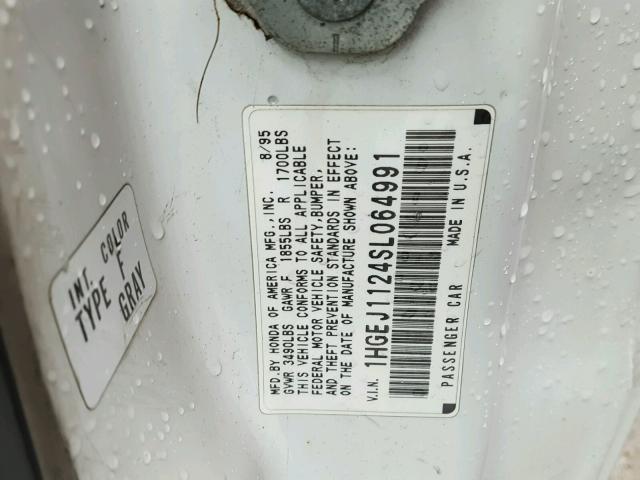 INT. COLOR
TYPE F
GRAY
MFD.BY HONDA OF AMERICA MFG.,INC. 8/95
GVWR 3490LBS GAWR F 1855LBS R 1700LBS
THIS VEHICLE CONFORMS TO ALL APPLICABLE
FEDERAL MOTOR VEHICLE SAFETY,BUMPER,
AND THEFT PREVENTION STANDARDS IN EFFECT
ON THE DATE OF MANUFACTURE SHOWN ABOVE:
V.I.N. 1HGEJ1124SL064991
PASSENGER CAR MADE IN U.S.A.